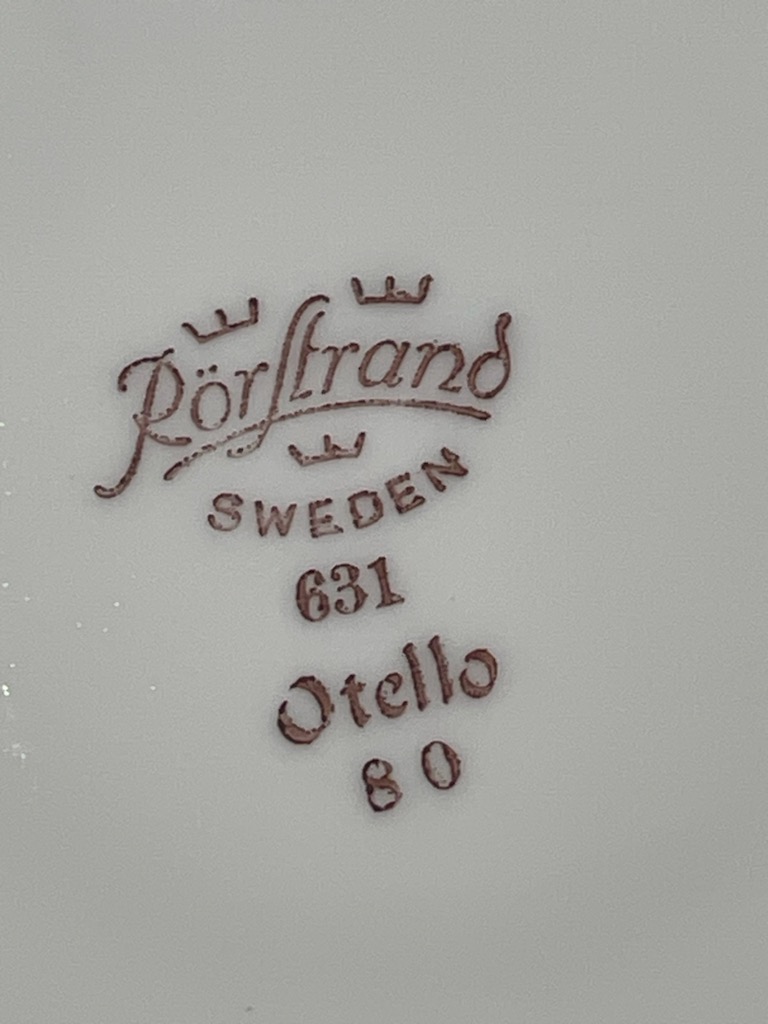 Rörstrand
SWEDEN
631
Otello
80